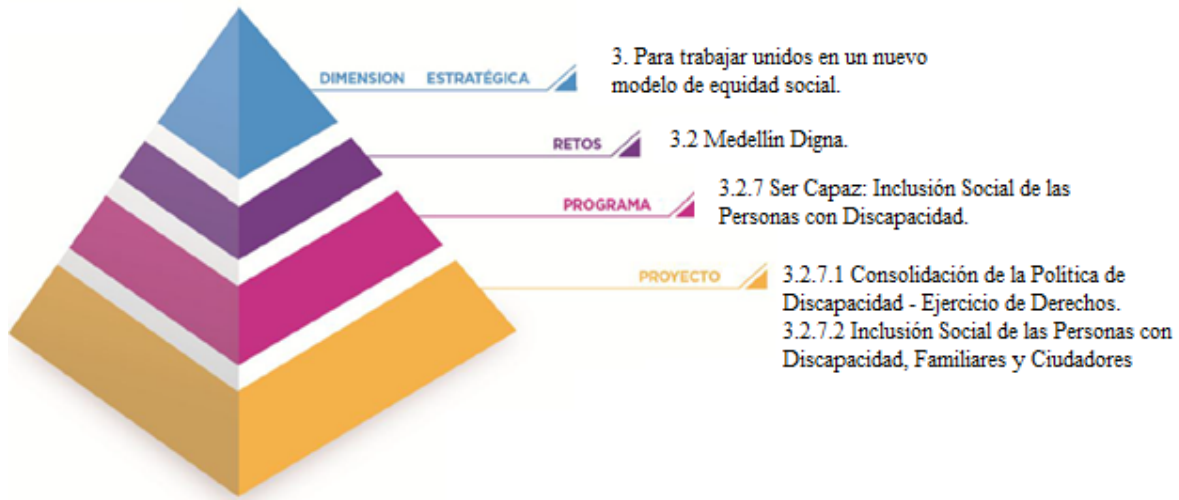 DIMENSION ESTRATÉGICA
3. Para trabajar unidos en un nuevo
modelo de equidad social.
RETOS
3.2 Medellín Digna.
PROGRAMA
3.2.7 Ser Capaz: Inclusión Social de las
Personas con Discapacidad.
PROYECTO
3.2.7.1 Consolidación de la Política de
Discapacidad - Ejercicio de Derechos.
3.2.7.2 Inclusión Social de las Personas con
Discapacidad, Familiares y Ciudadores